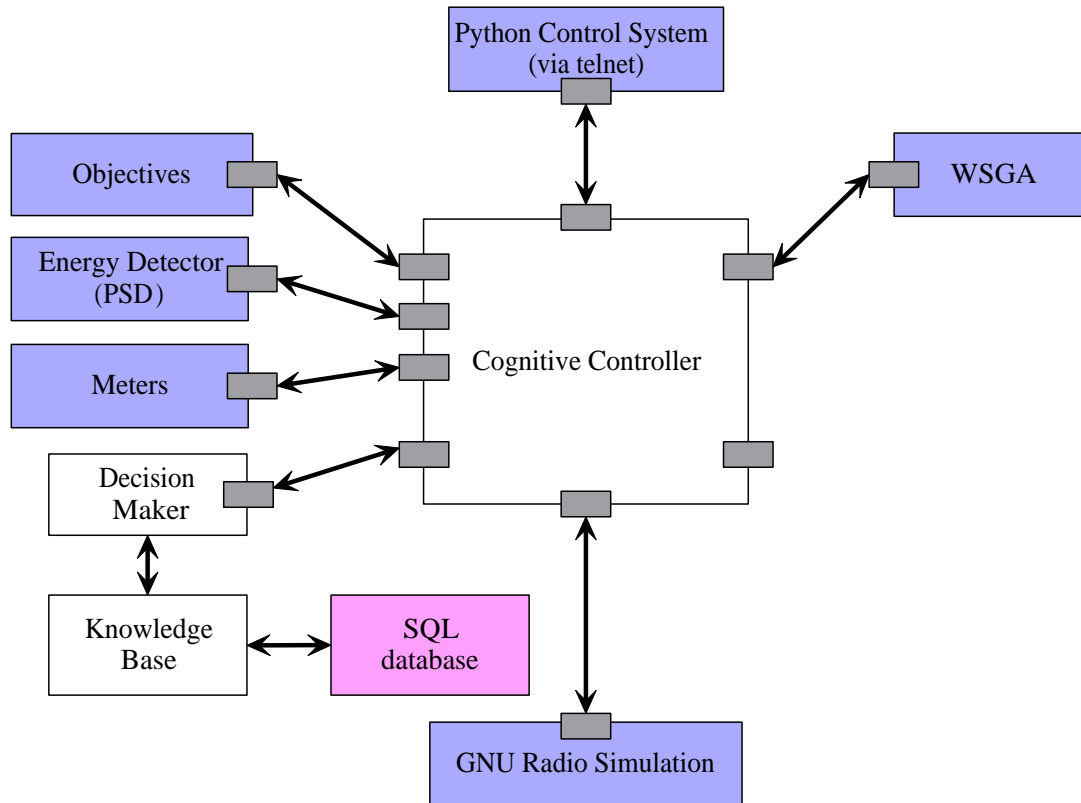 Python Control System
(via telnet)
Objectives
WSGA
Energy Detector
(PSD)
Cognitive Controller
Meters
Decision
Maker
Knowledge
Base
SQL
database
GNU Radio Simulation